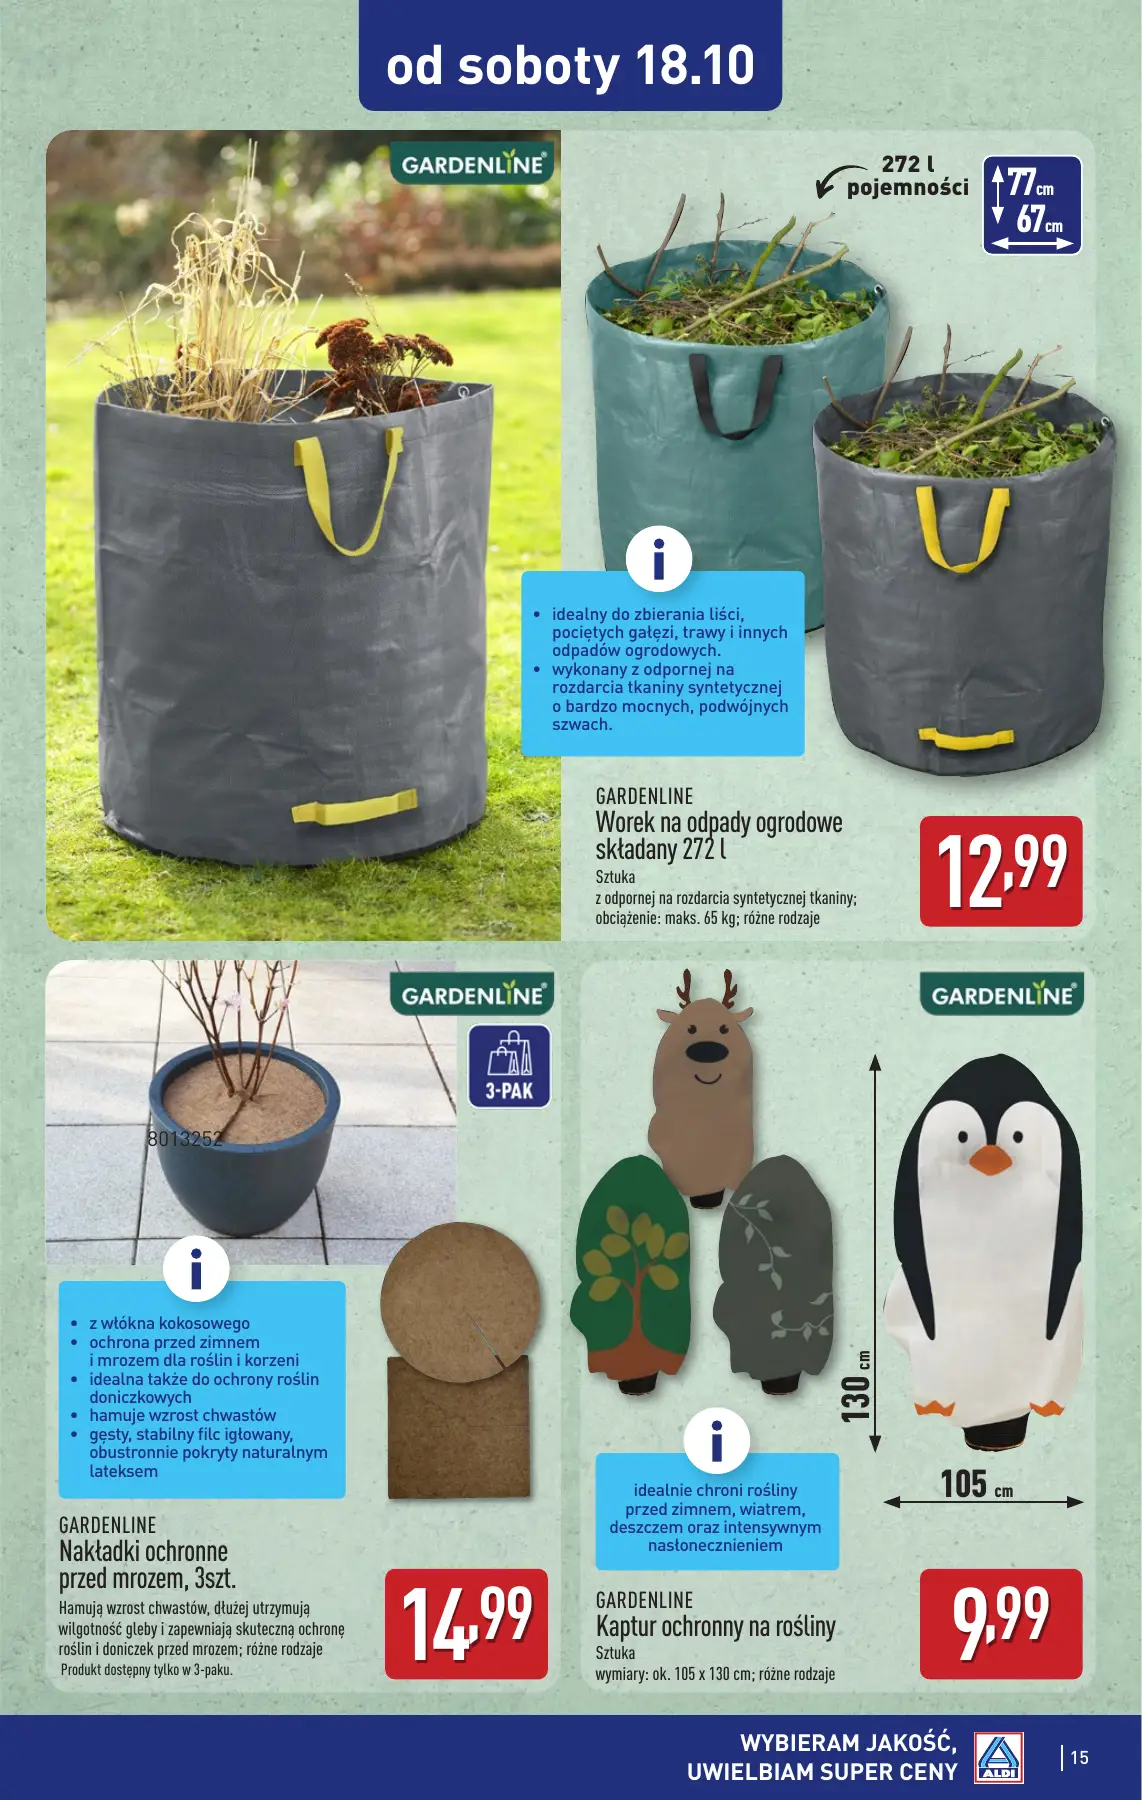 od soboty 18.10
GARDENLINE®
272 l
pojemności
77 cm
67 cm
i
• idealny do zbierania liści,
pociętych gałęzi, trawy i innych
odpadów ogrodowych.
• wykonany z odpornej na
rozdarcia tkaniny syntetycznej
o bardzo mocnych, podwójnych
szwach.
GARDENLINE
Worek na odpady ogrodowe
składany 272 l
Sztuka
z odpornej na rozdarcia syntetycznej tkaniny;
obciążenie: maks. 65 kg; różne rodzaje
12,99
GARDENLINE®
3-PAK
8013252
i
• z włókna kokosowego
• ochrona przed zimnem
i mrozem dla roślin i korzeni
• idealna także do ochrony roślin
doniczkowych
• hamuje wzrost chwastów
• gęsty, stabilny filc igłowany,
obustronnie pokryty naturalnym
lateksem
GARDENLINE
Nakładki ochronne
przed mrozem, 3szt.
Hamują wzrost chwastów, dłużej utrzymują
wilgotność gleby i zapewniają skuteczną ochronę
roślin i doniczek przed mrozem; różne rodzaje
Produkt dostępny tylko w 3-paku.
14,99
GARDENLINE®
130 cm
105 cm
i
idealnie chroni rośliny
przed zimnem, wiatrem,
deszczem oraz intensywnym
nasłonecznieniem
GARDENLINE
Kaptur ochronny na rośliny
Sztuka
wymiary: ok. 105 x 130 cm; różne rodzaje
9,99
WYBIERAM JAKOŚĆ,
UWIELBIAM SUPER CENY
ALDI
15